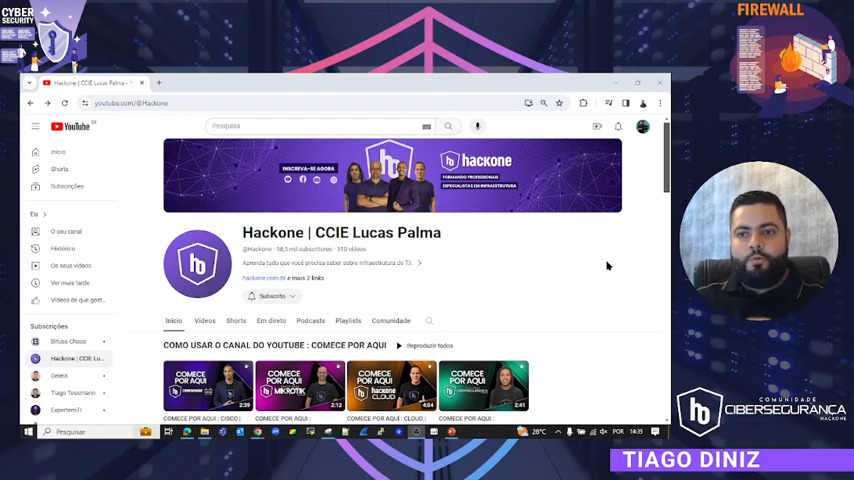 CYBER
SECURITY
FIREWALL
Hackone | CCIE Lucas Palma -
youtube.com/@Hackone
YouTube
BR
Pesquisa
Início
Shorts
Subscrições
Eu
O seu canal
Histórico
Os seus vídeos
Ver mais tarde
Vídeos de que gost...
Subscrições
Bitusa Choos
Hackone | CCIE Lu...
Geleia
Tiago Tessmann
ExpertemTI
INSCREVA-SE AGORA
hackone
FORMANDO PROFISSIONAIS
ESPECIALISTAS EM INFRAESTRUTURA
Hackone | CCIE Lucas Palma
@Hackone · 98,5 mil subscritores · 310 vídeos
Aprenda tudo que você precisa saber sobre infraestrutura de T.I.
hackone.com.br e mais 2 links
Subscrito
Início
Vídeos
Shorts
Em direto
Podcasts
Playlists
Comunidade
COMO USAR O CANAL DO YOUTUBE : COMECE POR AQUI
Reproduzir todos
COMECE
POR AQUI
2:39
COMECE
POR AQUI
MIKROTIK
2:12
COMECE
POR AQUI
hackone
CLOUD
4:04
COMECE
POR AQUI
CIBERSEGURANÇA
2:41
COMECE POR AQUI : CISCO |
COMECE POR AQUI :
COMECE POR AQUI : CLOUD |
COMECE POR AQUI :
Pesquisar
28°C
POR
14:35
COMUNIDADE
CIBERSEGURANÇA
HACKONE
TIAGO DINIZ